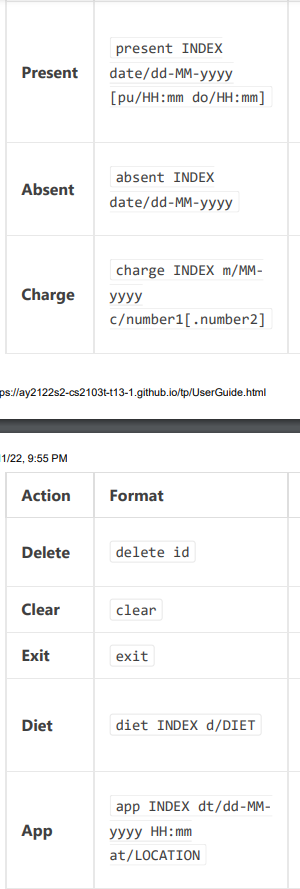 Present
present INDEX
date/dd-MM-yyyy
[pu/HH:mm do/HH:mm]
Absent
absent INDEX
date/dd-MM-yyyy
Charge
charge INDEX m/MM-
yyyy
c/number1[.number2]
ps://ay2122s2-cs2103t-t13-1.github.io/tp/UserGuide.html
1/22, 9:55 PM
Action Format
Delete delete id
Clear clear
Exit exit
Diet diet INDEX d/DIET
App
app INDEX dt/dd-MM-
yyyy HH:mm
at/LOCATION